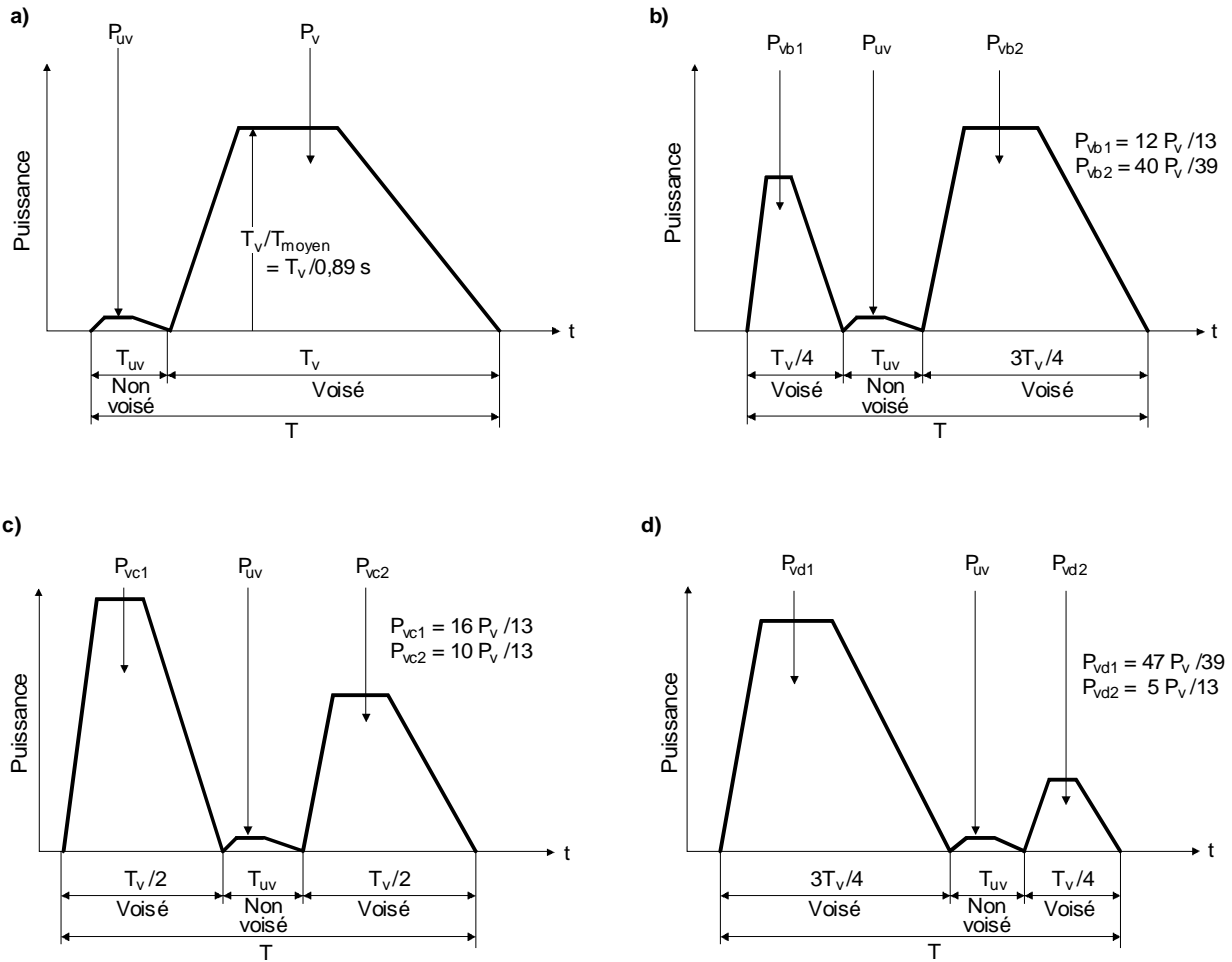 a)
P_uv
P_v
Puissance
T_v/T_moyen
= T_v/0,89 s
t
T_uv
T_v
Non
voisé
Voisé
T
b)
P_vb1
P_uv
P_vb2
P_vb1 = 12 P_v /13
P_vb2 = 40 P_v /39
Puissance
t
T_v/4
T_uv
3T_v/4
Voisé
Non
voisé
Voisé
T
c)
P_vc1
P_uv
P_vc2
P_vc1 = 16 P_v /13
P_vc2 = 10 P_v /13
Puissance
t
T_v/2
T_uv
T_v/2
Voisé
Non
voisé
Voisé
T
d)
P_vd1
P_uv
P_vd2
P_vd1 = 47 P_v /39
P_vd2 = 5 P_v /13
Puissance
t
3T_v/4
T_uv
T_v/4
Voisé
Non
voisé
Voisé
T